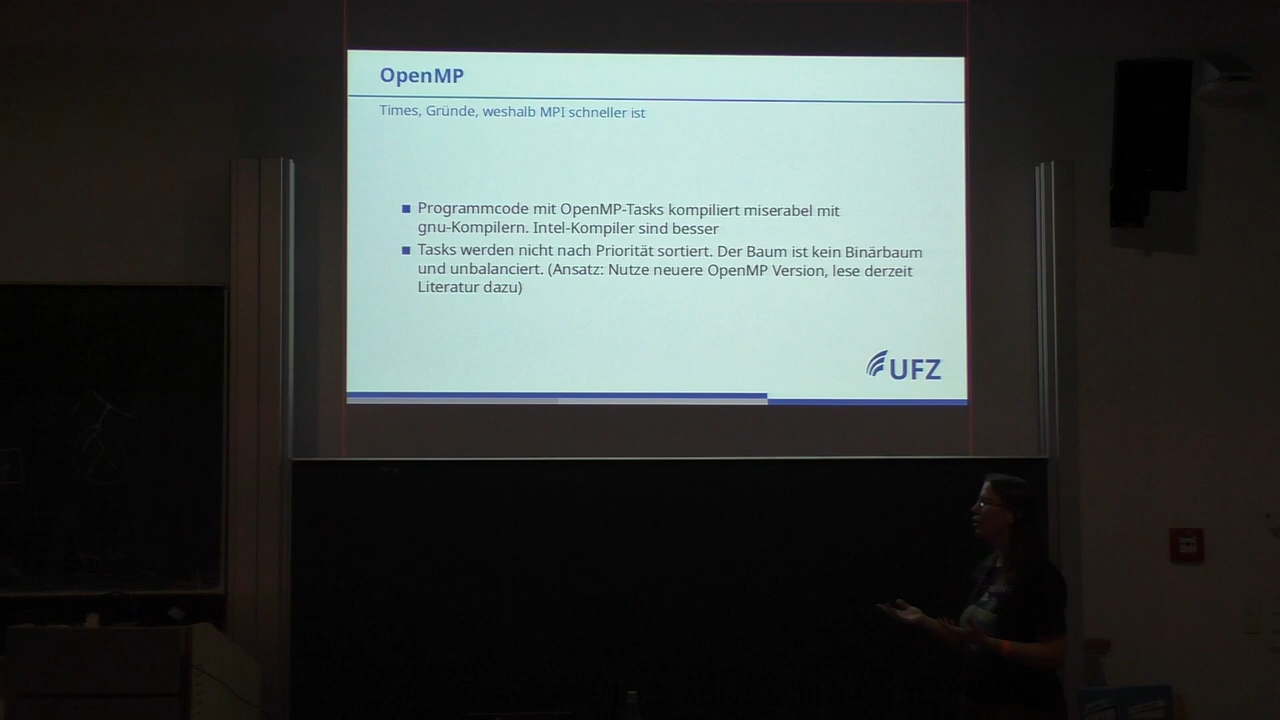 OpenMP
Times, Gründe, weshalb MPI schneller ist
Programmcode mit OpenMP-Tasks kompiliert miserabel mit
gnu-Kompilern. Intel-Kompiler sind besser
Tasks werden nicht nach Priorität sortiert. Der Baum ist kein Binärbaum
und unbalanciert. (Ansatz: Nutze neuere OpenMP Version, lese derzeit
Literatur dazu)
UFZ